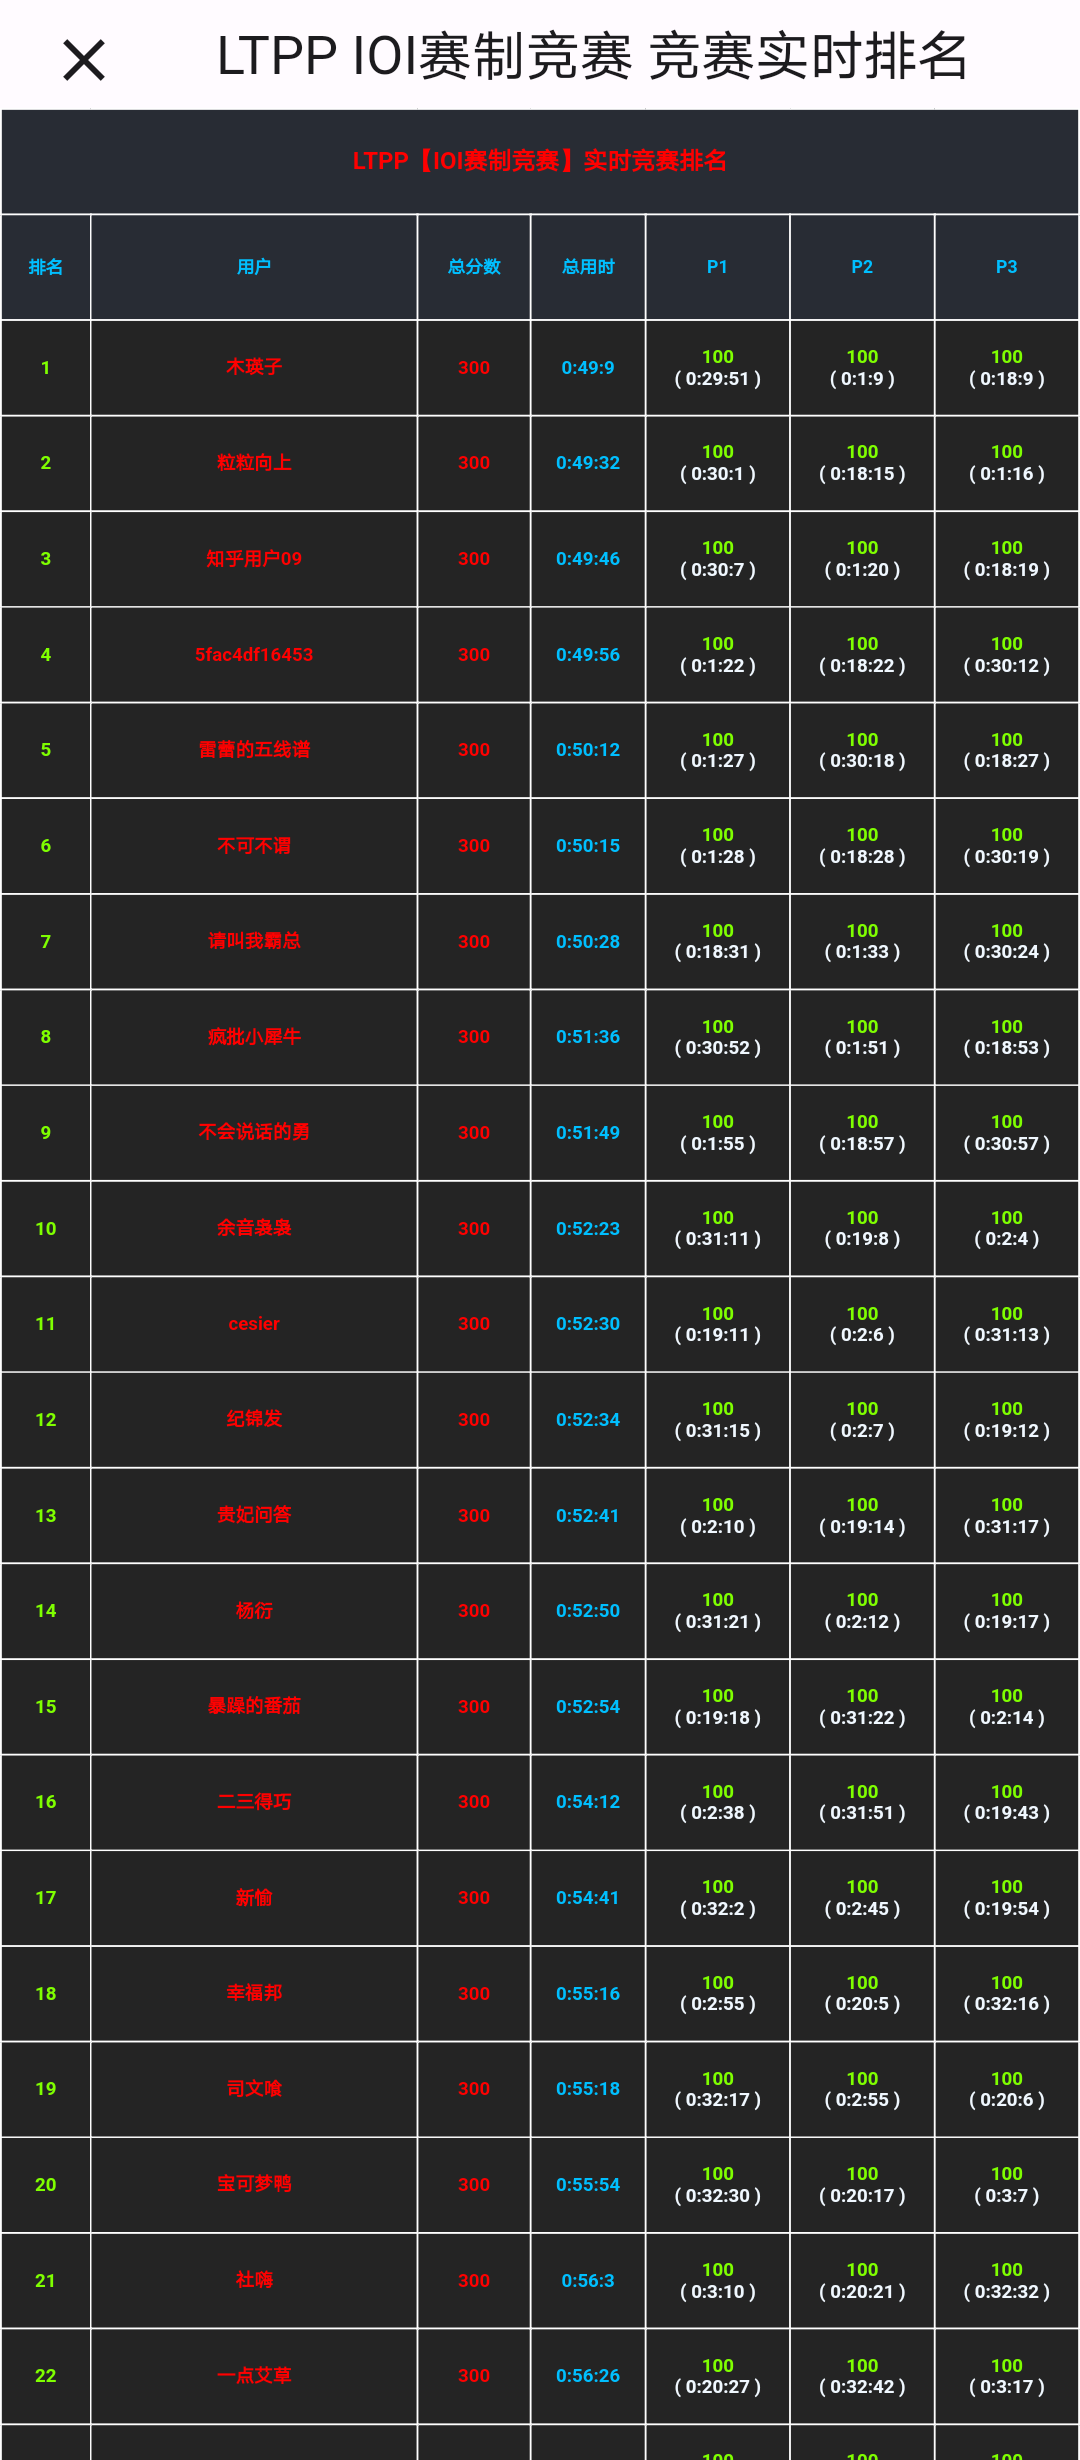 LTPP IOI赛制竞赛 竞赛实时排名
LTPP【IOI赛制竞赛】实时竞赛排名
排名 用户 总分数 总用时 P1 P2 P3
1 木瑛子 300 0:49:9 100 100 100
( 0:29:51 ) ( 0:1:9 ) ( 0:18:9 )
2 粒粒向上 300 0:49:32 100 100 100
( 0:30:1 ) ( 0:18:15 ) ( 0:1:16 )
3 知乎用户09 300 0:49:46 100 100 100
( 0:30:7 ) ( 0:1:20 ) ( 0:18:19 )
4 5fac4df16453 300 0:49:56 100 100 100
( 0:1:22 ) ( 0:18:22 ) ( 0:30:12 )
5 雷蕾的五线谱 300 0:50:12 100 100 100
( 0:1:27 ) ( 0:30:18 ) ( 0:18:27 )
6 不可不谓 300 0:50:15 100 100 100
( 0:1:28 ) ( 0:18:28 ) ( 0:30:19 )
7 请叫我霸总 300 0:50:28 100 100 100
( 0:18:31 ) ( 0:1:33 ) ( 0:30:24 )
8 疯批小犀牛 300 0:51:36 100 100 100
( 0:30:52 ) ( 0:1:51 ) ( 0:18:53 )
9 不会说话的勇 300 0:51:49 100 100 100
( 0:1:55 ) ( 0:18:57 ) ( 0:30:57 )
10 余音袅袅 300 0:52:23 100 100 100
( 0:31:11 ) ( 0:19:8 ) ( 0:2:4 )
11 cesier 300 0:52:30 100 100 100
( 0:19:11 ) ( 0:2:6 ) ( 0:31:13 )
12 纪锦发 300 0:52:34 100 100 100
( 0:31:15 ) ( 0:2:7 ) ( 0:19:12 )
13 贵妃问答 300 0:52:41 100 100 100
( 0:2:10 ) ( 0:19:14 ) ( 0:31:17 )
14 杨衍 300 0:52:50 100 100 100
( 0:31:21 ) ( 0:2:12 ) ( 0:19:17 )
15 暴躁的番茄 300 0:52:54 100 100 100
( 0:19:18 ) ( 0:31:22 ) ( 0:2:14 )
16 二三得巧 300 0:54:12 100 100 100
( 0:2:38 ) ( 0:31:51 ) ( 0:19:43 )
17 新愉 300 0:54:41 100 100 100
( 0:32:2 ) ( 0:2:45 ) ( 0:19:54 )
18 幸福邦 300 0:55:16 100 100 100
( 0:2:55 ) ( 0:20:5 ) ( 0:32:16 )
19 司文喰 300 0:55:18 100 100 100
( 0:32:17 ) ( 0:2:55 ) ( 0:20:6 )
20 宝可梦鸭 300 0:55:54 100 100 100
( 0:32:30 ) ( 0:20:17 ) ( 0:3:7 )
21 社嗨 300 0:56:3 100 100 100
( 0:3:10 ) ( 0:20:21 ) ( 0:32:32 )
22 一点艾草 300 0:56:26 100 100 100
( 0:20:27 ) ( 0:32:42 ) ( 0:3:17 )
100 100 100